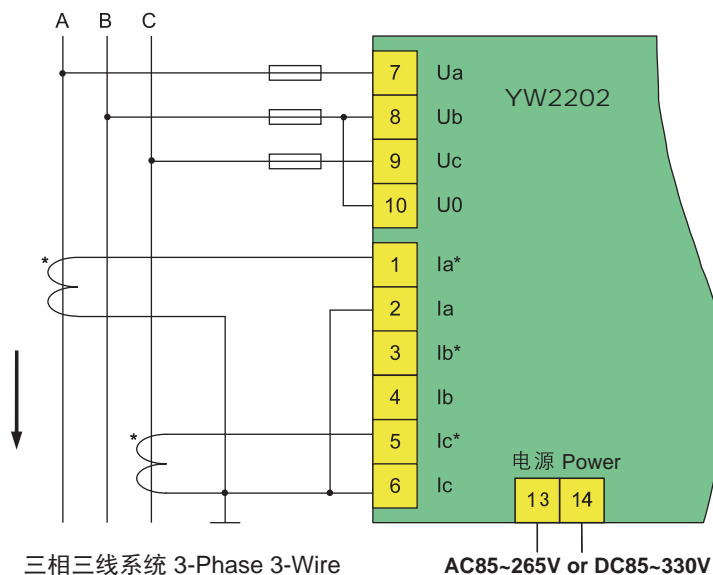 A B C
7 Ua
YW2202
8 Ub
9 Uc
10 U0
* 1 Ia*
2 Ia
3 Ib*
4 Ib
* 5 Ic*
6 Ic
电源 Power
13 14
三相三线系统 3-Phase 3-Wire
AC85~265V or DC85~330V